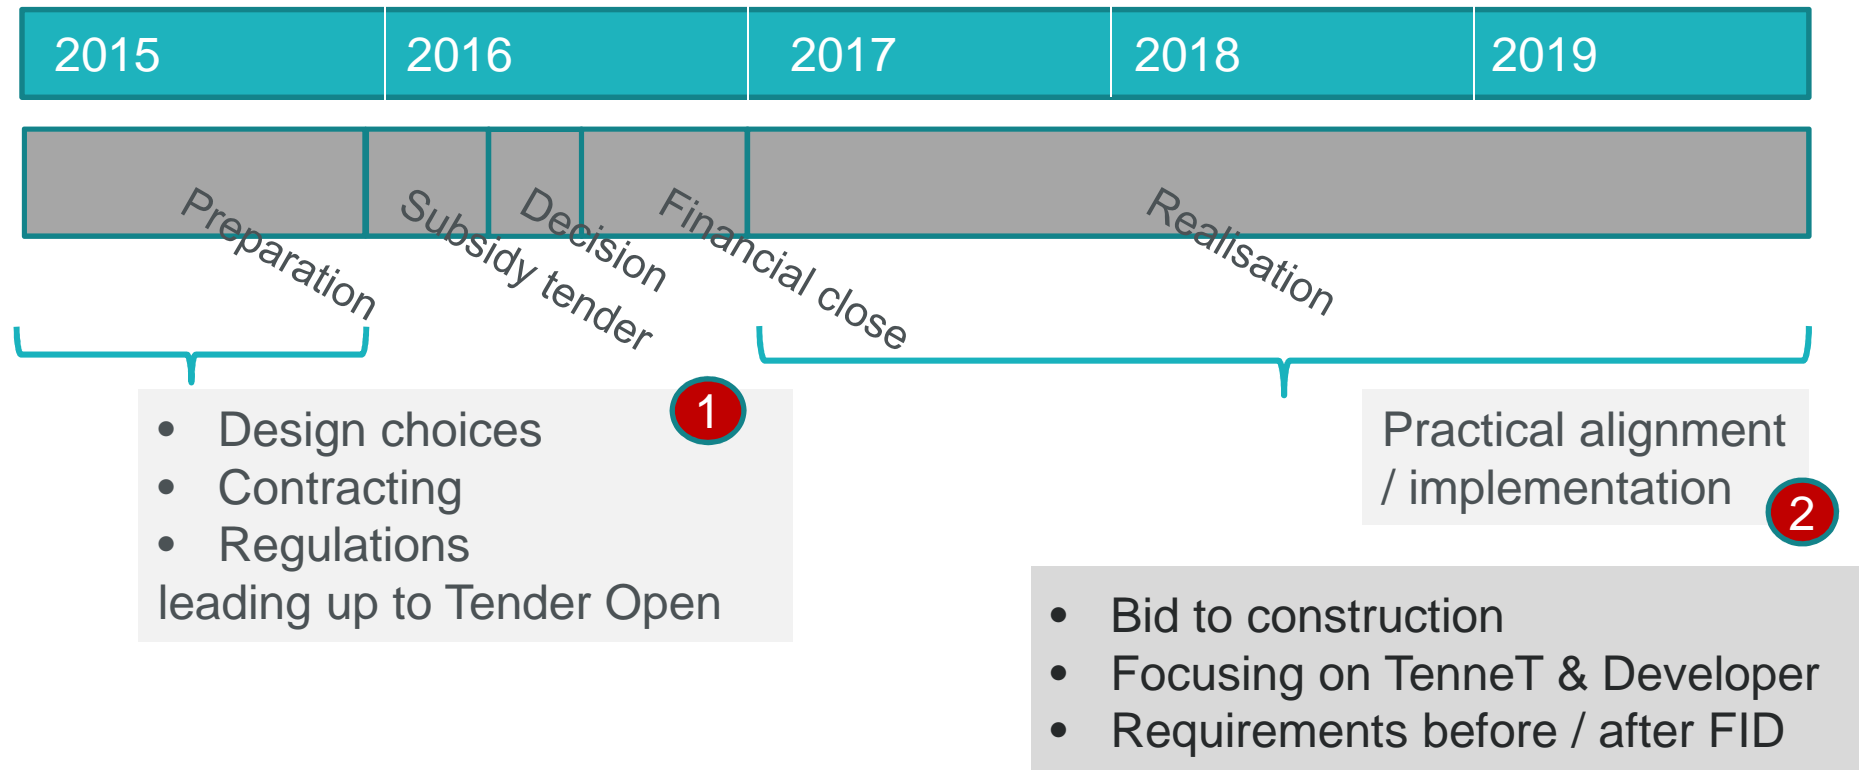 2015 2016 2017 2018 2019
Preparation
Subsidy tender
Decision
Financial close
Realisation
1
• Design choices
• Contracting
• Regulations
leading up to Tender Open
Practical alignment
/ implementation
2
• Bid to construction
• Focusing on TenneT & Developer
• Requirements before / after FID